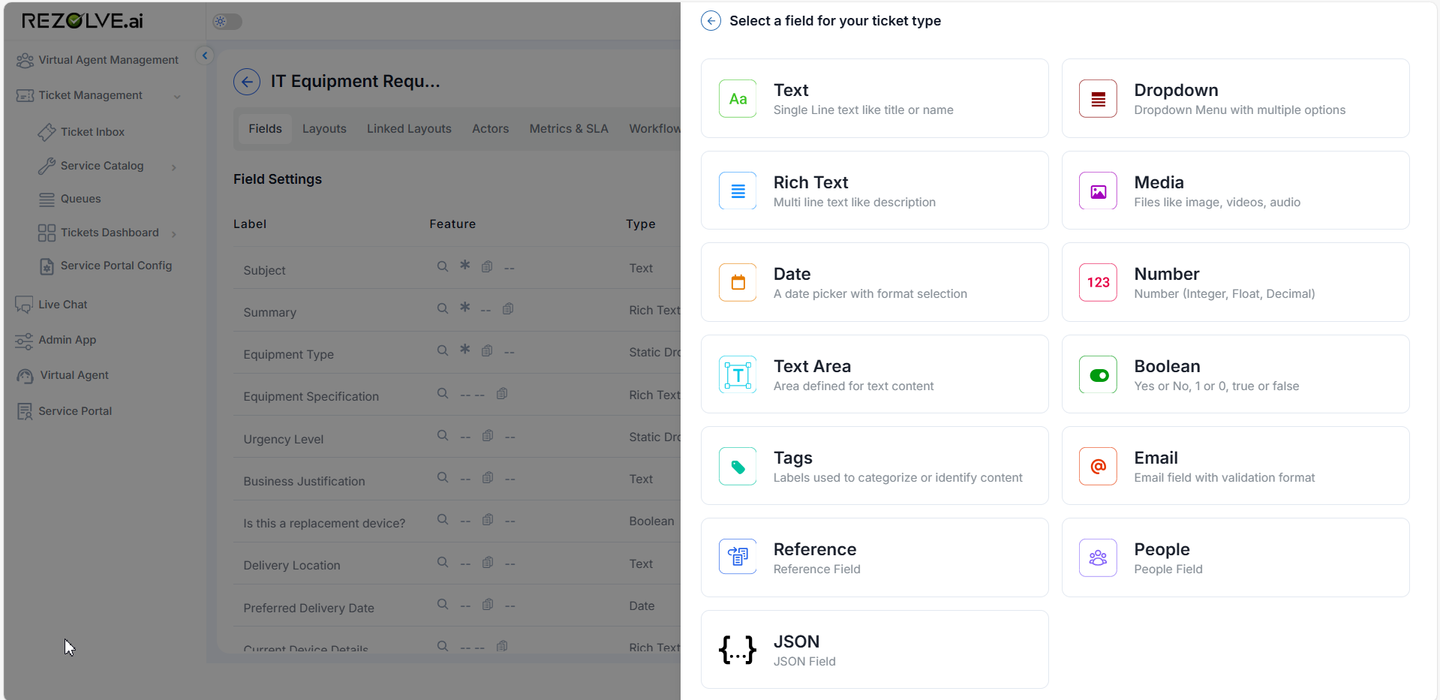 REZOLVE.ai
Virtual Agent Management
Ticket Management
Ticket Inbox
Service Catalog
Queues
Tickets Dashboard
Service Portal Config
Live Chat
Admin App
Virtual Agent
Service Portal
IT Equipment Requ...
Fields Layouts Linked Layouts Actors Metrics & SLA Workflow
Field Settings
Label Feature Type
Subject -- Text
Summary -- Rich Text
Equipment Type -- Static Dro
Equipment Specification -- -- Rich Text
Urgency Level -- -- Static Dro
Business Justification -- -- Text
Is this a replacement device? -- -- Boolean
Delivery Location -- -- Text
Preferred Delivery Date -- -- Date
Current Device Details -- -- Rich Text
Select a field for your ticket type
Aa
Text
Single Line text like title or name
Dropdown
Dropdown Menu with multiple options
Rich Text
Multi line text like description
Media
Files like image, videos, audio
Date
A date picker with format selection
123
Number
Number (Integer, Float, Decimal)
T
Text Area
Area defined for text content
Boolean
Yes or No, 1 or 0, true or false
Tags
Labels used to categorize or identify content
@
Email
Email field with validation format
Reference
Reference Field
People
People Field
{...}
JSON
JSON Field